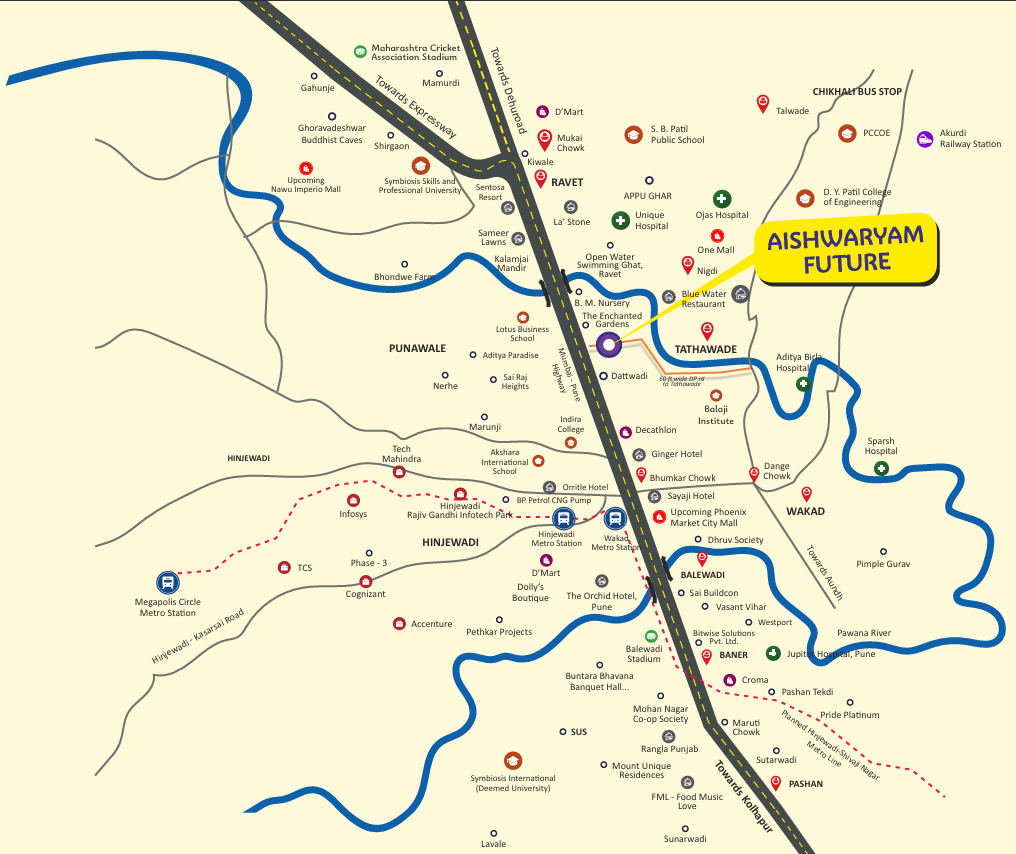 Maharashtra Cricket
Association Stadium
Gahunje
Mamurdi
Towards Expressway
Towards Dehuroad
Ghoravadeshwar
Buddhist Caves
Shirgaon
Upcoming
Nawu Imperio Mall
Symbiosis Skills and
Professional University
D'Mart
Mukai
Chowk
Kiwale
RAVET
S. B. Patil
Public School
Talwade
CHIKHALI BUS STOP
PCCOE
Akurdi
Railway Station
APPU GHAR
D. Y. Patil College
of Engineering
Sentosa
Resort
La' Stone
Unique
Hospital
Ojas Hospital
One Mall
Nigdi
AISHWARYAM
FUTURE
Sameer
Lawns
Kalamjai
Mandir
Bhondwe Farm
Open Water
Swimming Ghat,
Ravet
B. M. Nursery
The Enchanted
Gardens
Blue Water
Restaurant
Lotus Business
School
PUNAWALE
Aditya Paradise
Nerhe
Sai Raj
Heights
Mumbai - Pune
Highway
Dattwadi
TATHAWADE
60 ft wide DP rd
to Tathawade
Aditya Birla
Hospital
Balaji
Institute
Marunji
Indira
College
Decathlon
HINJEWADI
Tech
Mahindra
Akshara
International
School
Ginger Hotel
Bhumkar Chowk
Dange
Chowk
Sparsh
Hospital
Orritle Hotel
BP Petrol CNG Pump
Sayaji Hotel
WAKAD
Infosys
Hinjewadi
Rajiv Gandhi Infotech Park
Upcoming Phoenix
Market City Mall
HINJEWADI
Hinjewadi
Metro Station
Wakad
Metro Station
Dhruv Society
Phase - 3
TCS
Cognizant
D'Mart
Dolly's
Boutique
The Orchid Hotel,
Pune
BALEWADI
Sai Buildcon
Vasant Vihar
Towards Aundh
Pimple Gurav
Megapolis Circle
Metro Station
Hinjewadi - Kasarsai Road
Accenture
Pethkar Projects
Westport
Bitwise Solutions
Pvt. Ltd.
Pawana River
Balewadi
Stadium
BANER
Jupiter Hospital, Pune
Buntara Bhavana
Banquet Hall...
Croma
Pashan Tekdi
Pride Platinum
Mohan Nagar
Co-op Society
Maruti
Chowk
Planned Hinjewadi-Shivaji Nagar
Metro Line
SUS
Rangla Punjab
Sutarwadi
Symbiosis International
(Deemed University)
Mount Unique
Residences
FML - Food Music
Love
Towards Kolhapur
PASHAN
Lavale
Sunarwadi